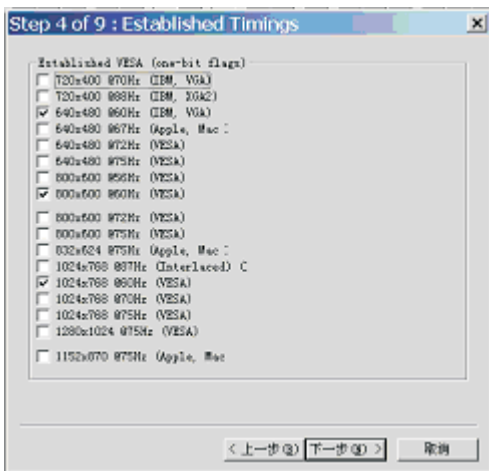 Step 4 of 9 : Established Timings
Established VESA (one-bit flags)
720x400 @70Hz (IBM, VGA)
720x400 @88Hz (IBM, XGA2)
640x480 @60Hz (IBM, VGA)
640x480 @67Hz (Apple, Mac I
640x480 @72Hz (VESA)
640x480 @75Hz (VESA)
800x600 @56Hz (VESA)
800x600 @60Hz (VESA)
800x600 @72Hz (VESA)
800x600 @75Hz (VESA)
832x624 @75Hz (Apple, Mac I
1024x768 @87Hz (Interlaced) C
1024x768 @60Hz (VESA)
1024x768 @70Hz (VESA)
1024x768 @75Hz (VESA)
1280x1024 @75Hz (VESA)
1152x870 @75Hz (Apple, Mac
<上一步(B) 下一步(N) > 取消